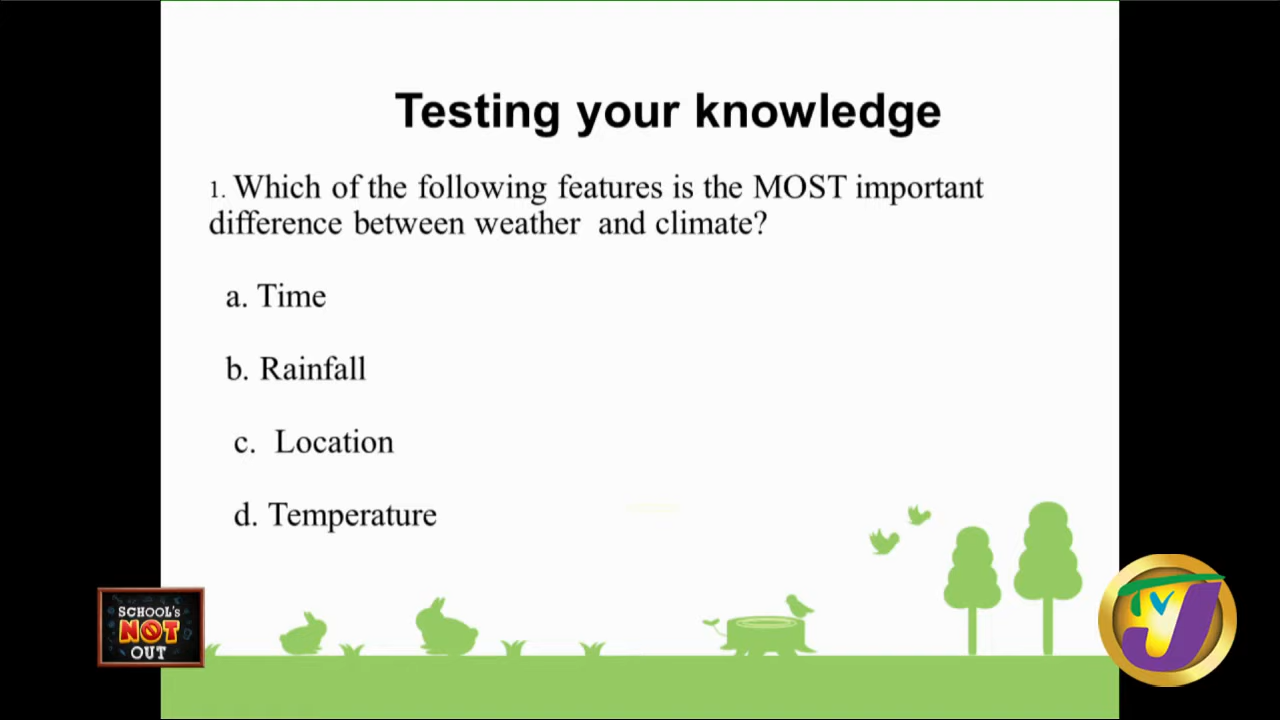 Testing your knowledge
1. Which of the following features is the MOST important
difference between weather and climate?
a. Time
b. Rainfall
c. Location
d. Temperature
SCHOOL's
NOT
OUT
TVJ